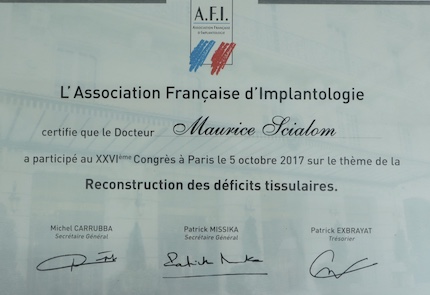 A.F.I.
Association Française
d'Implantologie
L'Association Française d'Implantologie
certifie que le Docteur Maurice Scialom
a participé au XXVIème Congrès à Paris le 5 octobre 2017 sur le thème de la
Reconstruction des déficits tissulaires.
Michel CARRUBBA Patrick MISSIKA Patrick EXBRAYAT
Secrétaire Général Secrétaire Général Trésorier